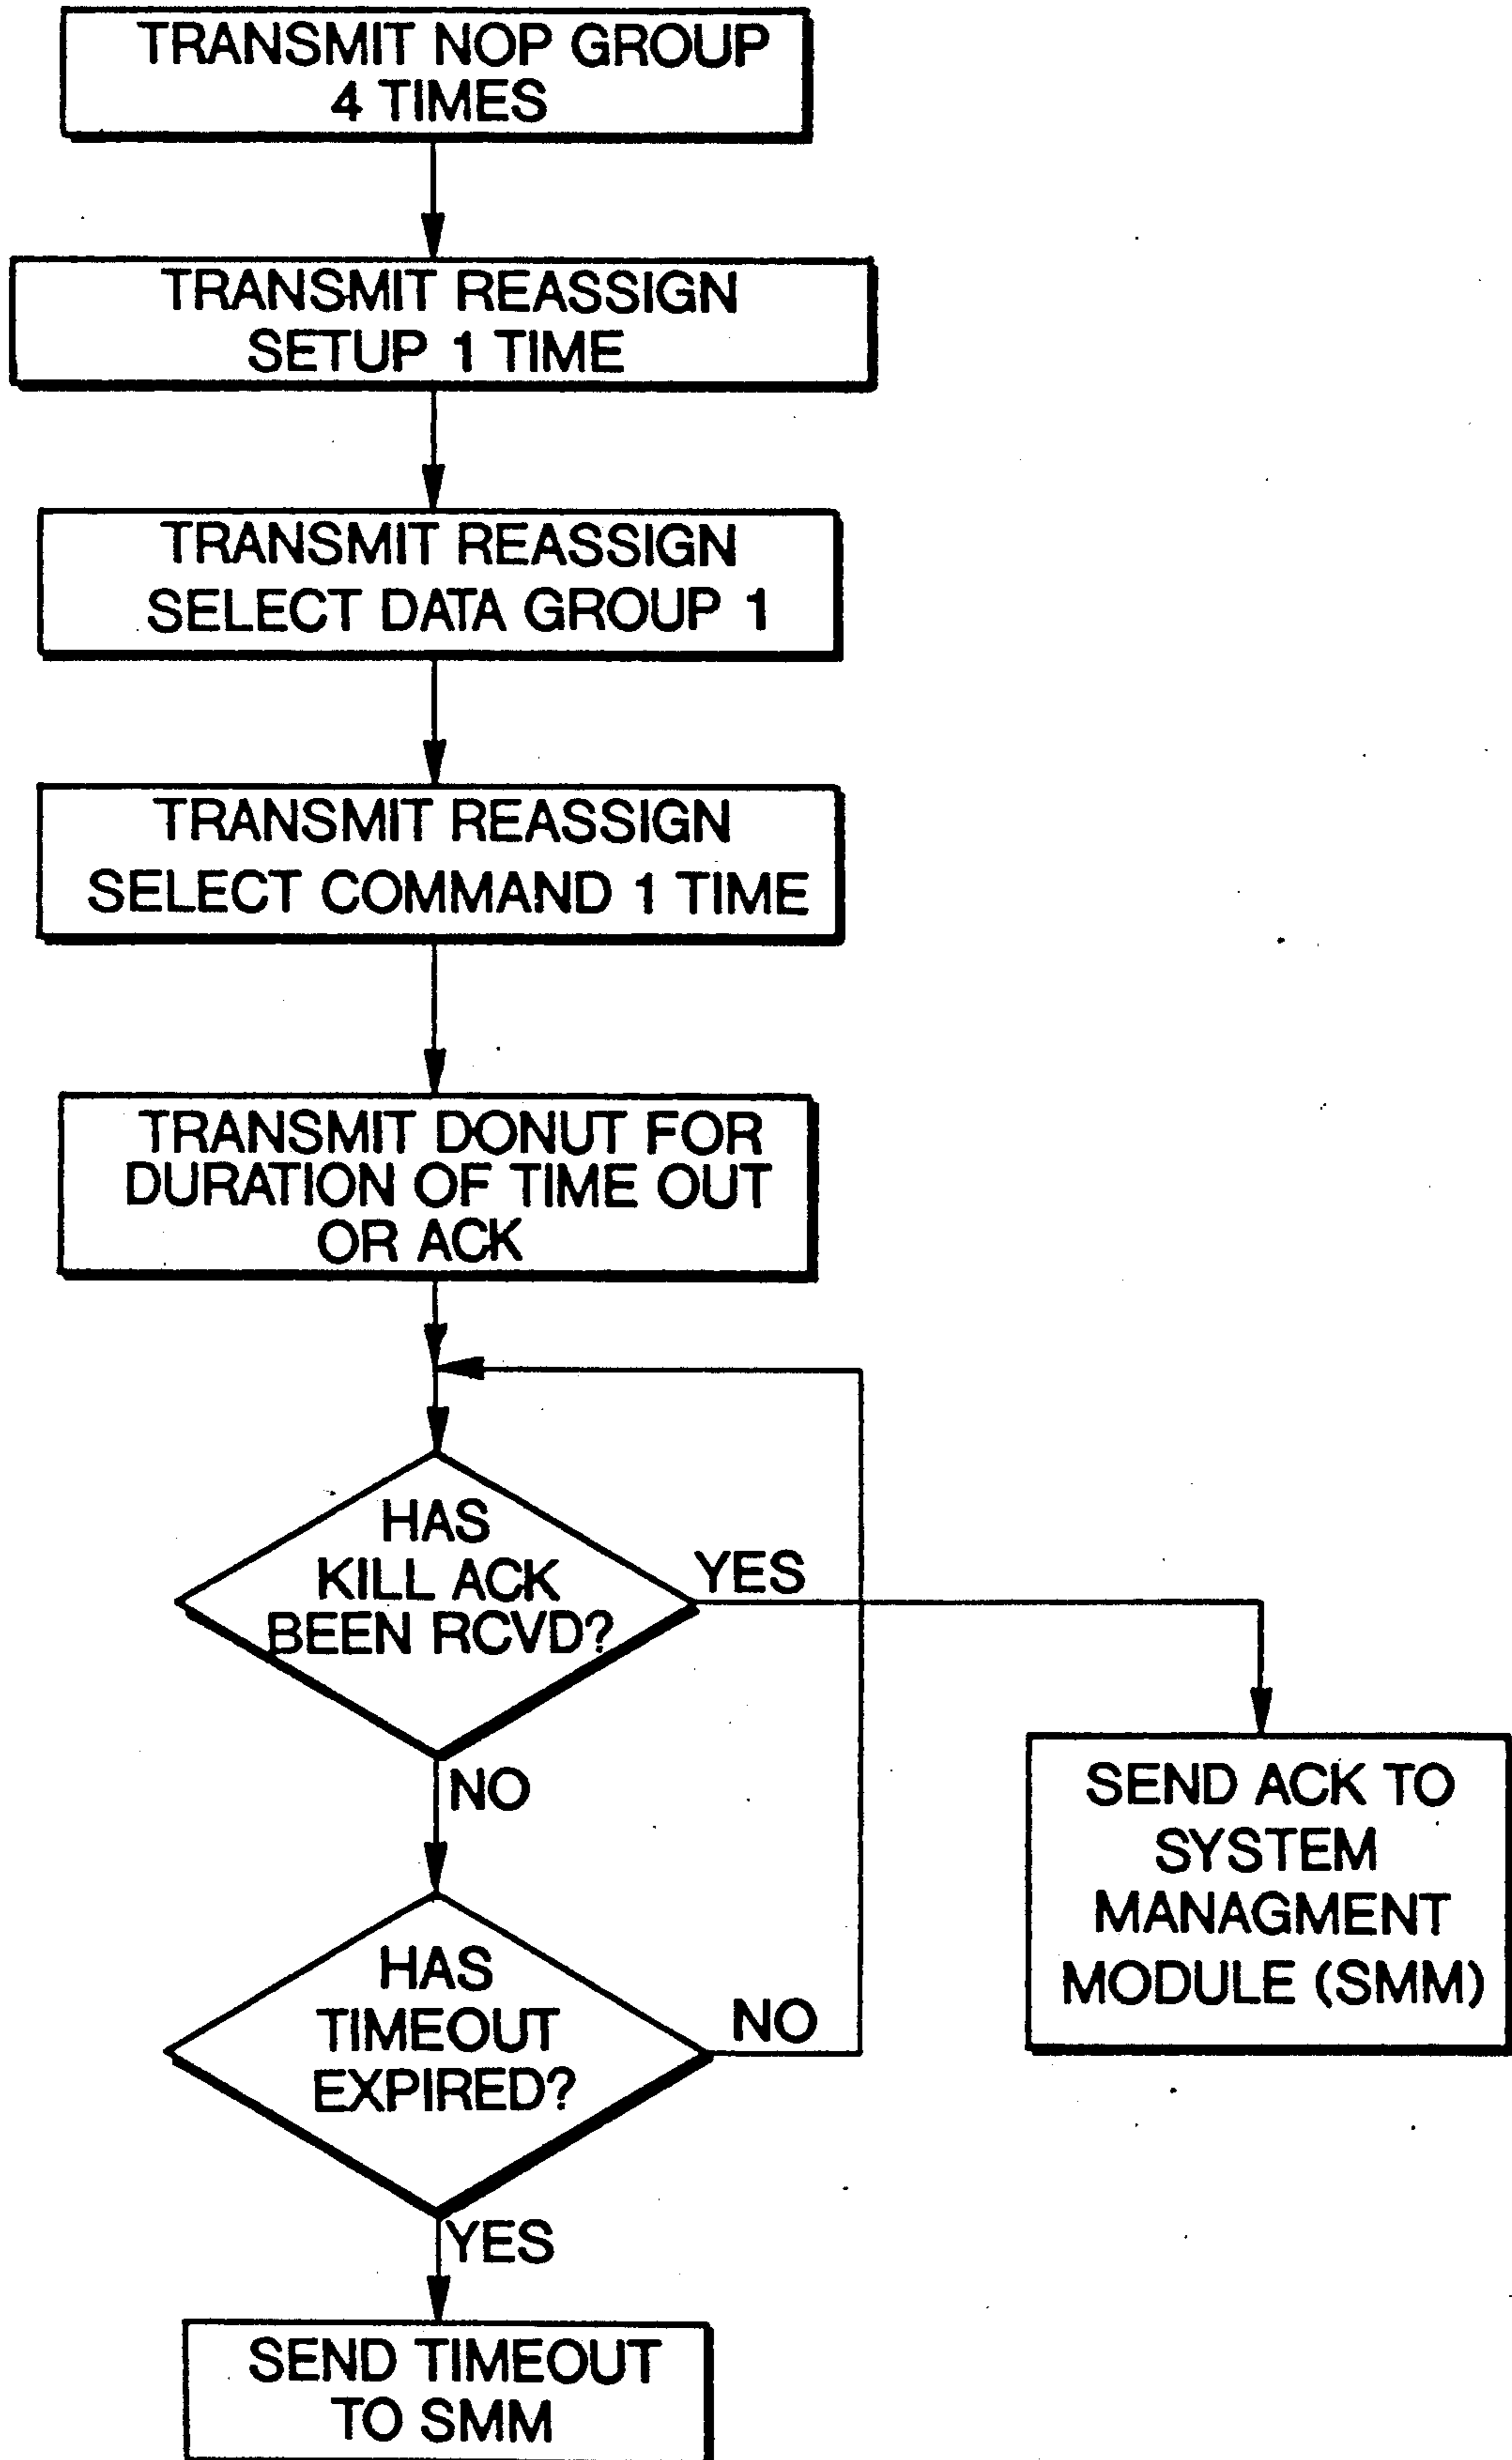 TRANSMIT NOP GROUP
4 TIMES
TRANSMIT REASSIGN
SETUP 1 TIME
TRANSMIT REASSIGN
SELECT DATA GROUP 1
TRANSMIT REASSIGN
SELECT COMMAND 1 TIME
TRANSMIT DONUT FOR
DURATION OF TIME OUT
OR ACK
HAS
KILL ACK
BEEN RCVD?
YES
NO
SEND ACK TO
SYSTEM
MANAGMENT
MODULE (SMM)
HAS
TIMEOUT
EXPIRED?
NO
YES
SEND TIMEOUT
TO SMM